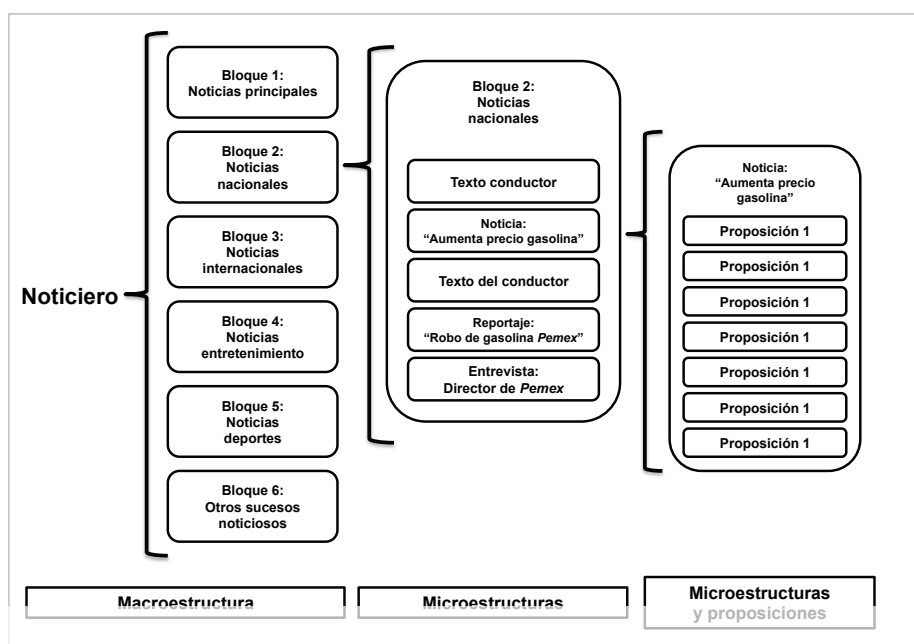 Noticiero
Bloque 1:
Noticias principales
Bloque 2:
Noticias
nacionales
Bloque 3:
Noticias
internacionales
Bloque 4:
Noticias
entretenimiento
Bloque 5:
Noticias
deportes
Bloque 6:
Otros sucesos
noticiosos
Bloque 2:
Noticias
nacionales
Texto conductor
Noticia:
“Aumenta precio gasolina”
Texto del conductor
Reportaje:
“Robo de gasolina Pemex”
Entrevista:
Director de Pemex
Noticia:
“Aumenta precio
gasolina”
Proposición 1
Proposición 1
Proposición 1
Proposición 1
Proposición 1
Proposición 1
Proposición 1
Macroestructura
Microestructuras
Microestructuras
y proposiciones